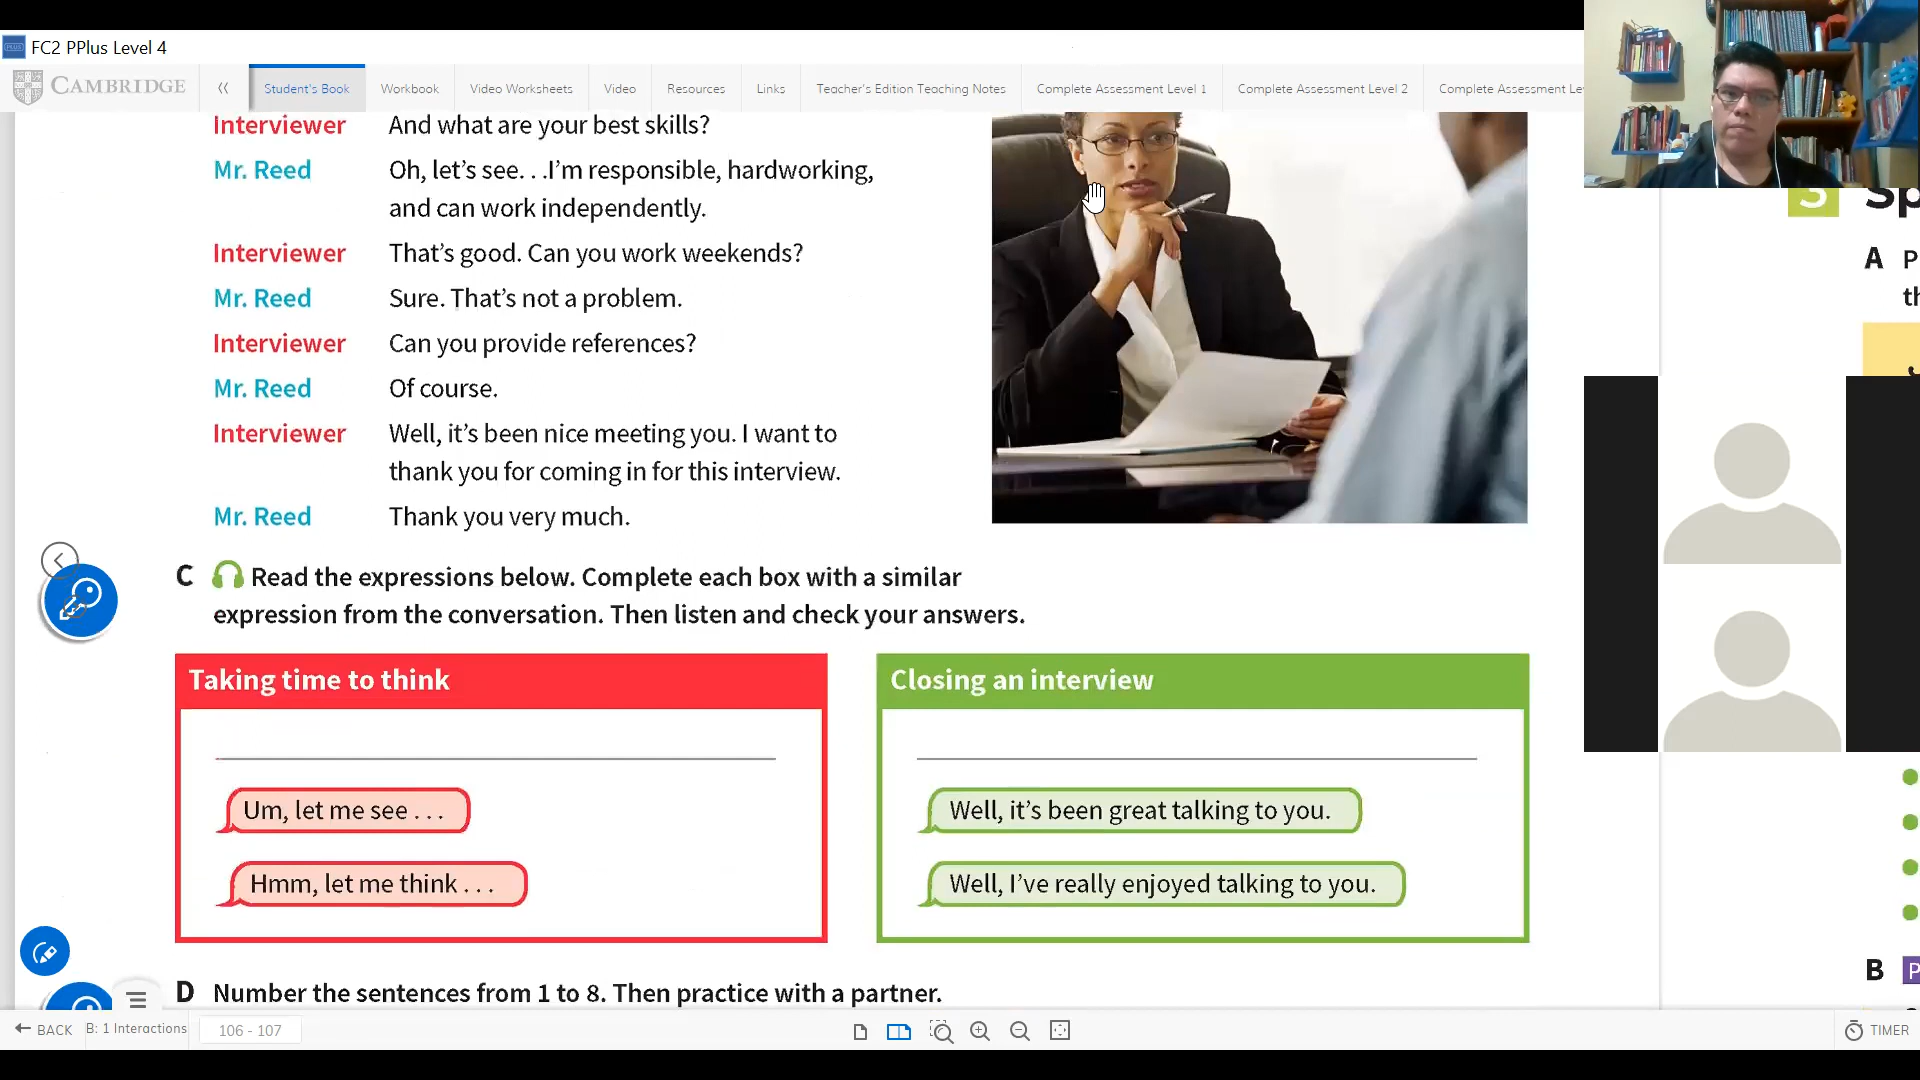 FC2 PPlus Level 4
CAMBRIDGE
Student's Book
Workbook
Video Worksheets
Video
Resources
Links
Teacher's Edition Teaching Notes
Complete Assessment Level 1
Complete Assessment Level 2
Complete Assessment Le
Interviewer And what are your best skills?
Mr. Reed Oh, let's see. . .I'm responsible, hardworking,
and can work independently.
Interviewer That's good. Can you work weekends?
Mr. Reed Sure. That's not a problem.
Interviewer Can you provide references?
Mr. Reed Of course.
Interviewer Well, it's been nice meeting you. I want to
thank you for coming in for this interview.
Mr. Reed Thank you very much.
C Read the expressions below. Complete each box with a similar
expression from the conversation. Then listen and check your answers.
Taking time to think
Um, let me see . . .
Hmm, let me think . . .
Closing an interview
Well, it's been great talking to you.
Well, I've really enjoyed talking to you.
D Number the sentences from 1 to 8. Then practice with a partner.
3 Sp
A P
th
B P
BACK
B: 1 Interactions
106 - 107
TIMER